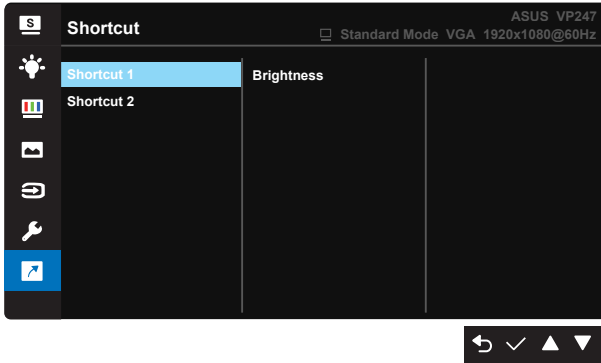 S
Shortcut
ASUS VP247
Standard Mode VGA 1920x1080@60Hz
Shortcut 1
Brightness
Shortcut 2